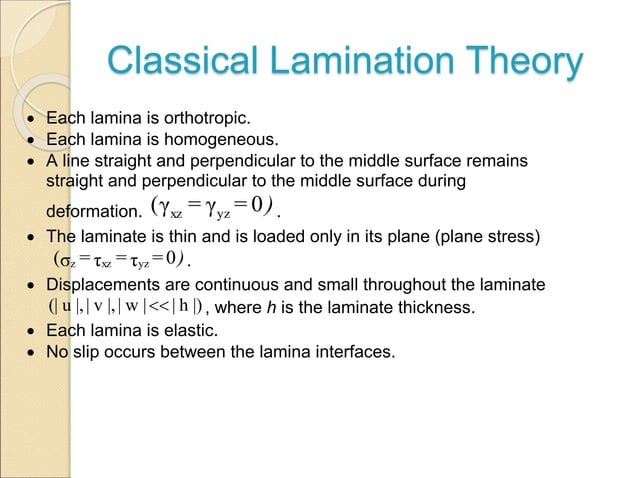 Classical Lamination Theory
• Each lamina is orthotropic.
• Each lamina is homogeneous.
• A line straight and perpendicular to the middle surface remains
straight and perpendicular to the middle surface during
deformation. (γxz = γyz = 0) .
• The laminate is thin and is loaded only in its plane (plane stress)
(σz = τxz = τyz = 0) .
• Displacements are continuous and small throughout the laminate
(| u |,| v |,| w | << | h |) , where h is the laminate thickness.
• Each lamina is elastic.
• No slip occurs between the lamina interfaces.